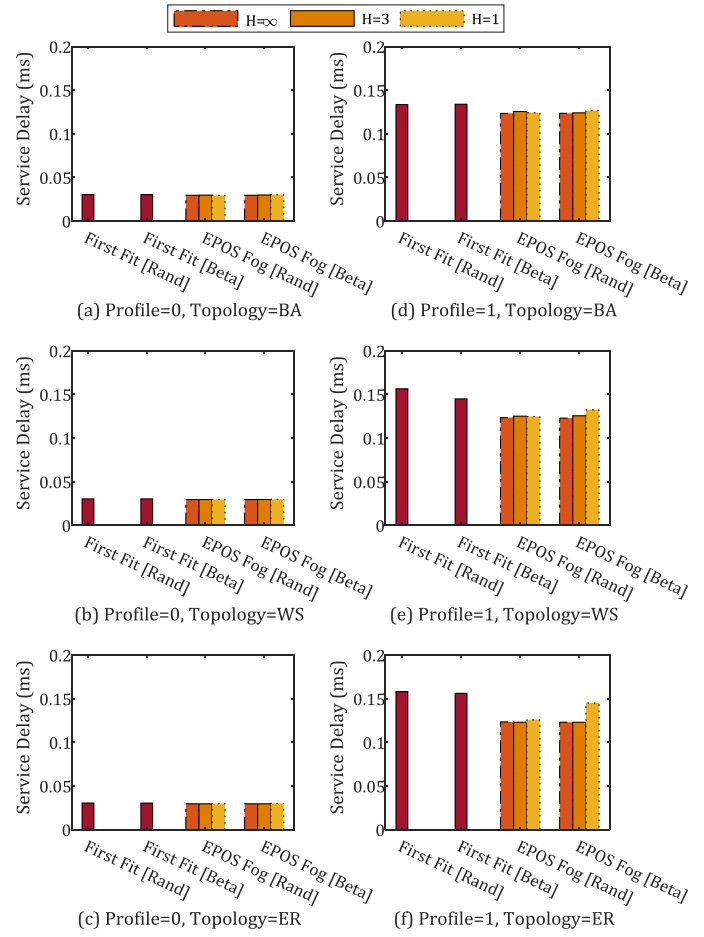 H=∞ H=3 H=1
Service Delay (ms)
0.2
0.15
0.1
0.05
0
First Fit [Rand]
First Fit [Beta]
EPOS Fog [Rand]
EPOS Fog [Beta]
(a) Profile=0, Topology=BA
Service Delay (ms)
0.2
0.15
0.1
0.05
0
First Fit [Rand]
First Fit [Beta]
EPOS Fog [Rand]
EPOS Fog [Beta]
(d) Profile=1, Topology=BA
Service Delay (ms)
0.2
0.15
0.1
0.05
0
First Fit [Rand]
First Fit [Beta]
EPOS Fog [Rand]
EPOS Fog [Beta]
(b) Profile=0, Topology=WS
Service Delay (ms)
0.2
0.15
0.1
0.05
0
First Fit [Rand]
First Fit [Beta]
EPOS Fog [Rand]
EPOS Fog [Beta]
(e) Profile=1, Topology=WS
Service Delay (ms)
0.2
0.15
0.1
0.05
0
First Fit [Rand]
First Fit [Beta]
EPOS Fog [Rand]
EPOS Fog [Beta]
(c) Profile=0, Topology=ER
Service Delay (ms)
0.2
0.15
0.1
0.05
0
First Fit [Rand]
First Fit [Beta]
EPOS Fog [Rand]
EPOS Fog [Beta]
(f) Profile=1, Topology=ER